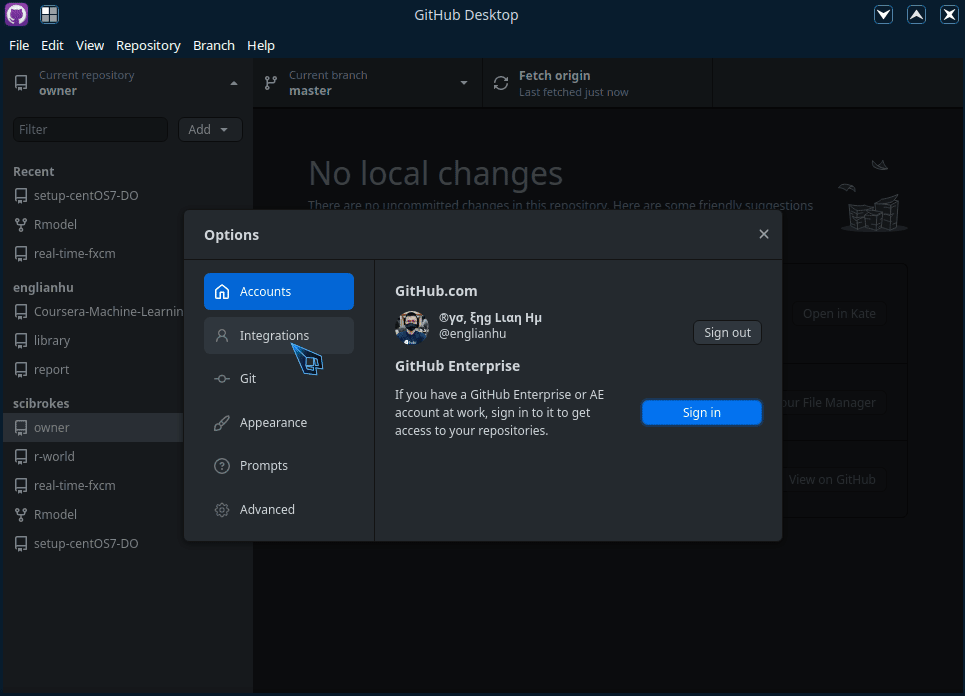 GitHub Desktop
File Edit View Repository Branch Help
Current repository
owner
Current branch
master
Fetch origin
Last fetched just now
Filter
Add
Recent
setup-centOS7-DO
Rmodel
real-time-fxcm
englianhu
Coursera-Machine-Learnin
library
report
scibrokes
owner
r-world
real-time-fxcm
Rmodel
setup-centOS7-DO
No local changes
There are no uncommitted changes in this repository. Here are some friendly suggestions
Open in Kate
our File Manager
View on GitHub
Options
Accounts
Integrations
Git
Appearance
Prompts
Advanced
GitHub.com
®γσ, ξηg Lιαη Ημ
@englianhu
Sign out
GitHub Enterprise
If you have a GitHub Enterprise or AE
account at work, sign in to it to get
access to your repositories.
Sign in